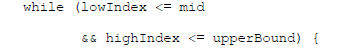 while (lowIndex <= mid
&& highIndex <= upperBound) {